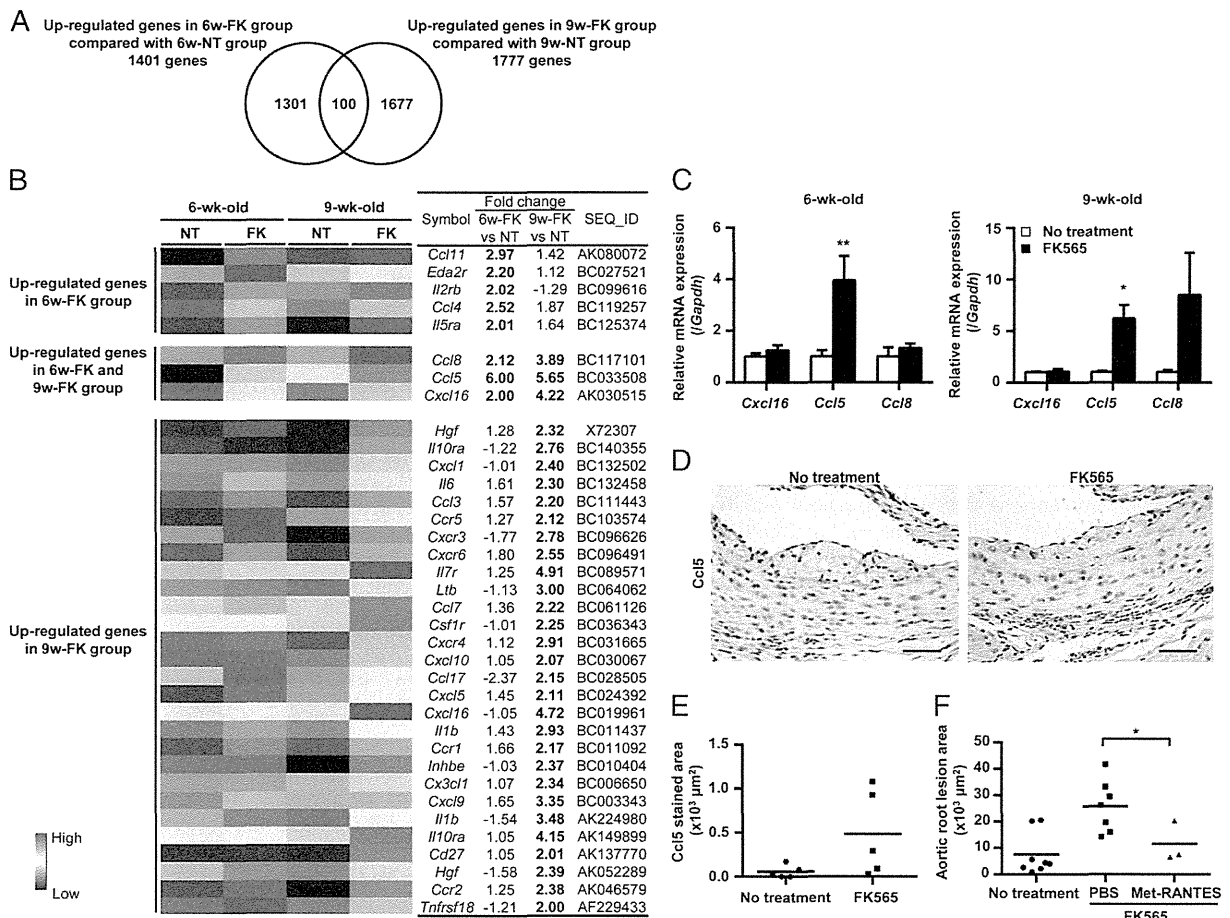 A
Up-regulated genes in 6w-FK group
compared with 6w-NT group
1401 genes
Up-regulated genes in 9w-FK group
compared with 9w-NT group
1777 genes
1301 100 1677
B
6-wk-old 9-wk-old
NT FK NT FK
Fold change
Symbol 6w-FK vs NT 9w-FK vs NT SEQ_ID
Up-regulated genes
in 6w-FK group
Ccl11 2.97 1.42 AK080072
Eda2r 2.20 1.12 BC027521
Il2rb 2.02 -1.29 BC099616
Ccl4 2.52 1.87 BC119257
Il5ra 2.01 1.64 BC125374
Up-regulated genes
in 6w-FK and
9w-FK group
Ccl8 2.12 3.89 BC117101
Ccl5 6.00 5.65 BC033508
Cxcl16 2.00 4.22 AK030515
Up-regulated genes
in 9w-FK group
Hgf 1.28 2.32 X72307
Il10ra -1.22 2.76 BC140355
Cxcl1 -1.01 2.40 BC132502
Il6 1.61 2.30 BC132458
Ccl3 1.57 2.20 BC111443
Ccr5 1.27 2.12 BC103574
Cxcr3 -1.77 2.78 BC096626
Cxcr6 1.80 2.55 BC096491
Il7r 1.25 4.91 BC089571
Ltb -1.13 3.00 BC064062
Ccl7 1.36 2.22 BC061126
Csf1r -1.01 2.25 BC036343
Cxcr4 1.12 2.91 BC031665
Cxcl10 1.05 2.07 BC030067
Ccl17 -2.37 2.15 BC028505
Cxcl5 1.45 2.11 BC024392
Cxcl16 -1.05 4.72 BC019961
Il1b 1.43 2.93 BC011437
Ccr1 1.66 2.17 BC011092
Inhbe -1.03 2.37 BC010404
Cx3cl1 1.07 2.34 BC006650
Cxcl9 1.65 3.35 BC003343
Il1b -1.54 3.48 AK224980
Il10ra 1.05 4.15 AK149899
Cd27 1.05 2.01 AK137770
Hgf -1.58 2.39 AK052289
Ccr2 1.25 2.38 AK046579
Tnfrsf18 -1.21 2.00 AF229433
High
Low
C
6-wk-old
Relative mRNA expression
(/Gapdh)
6
4
2
0
**
Cxcl16 Ccl5 Ccl8
9-wk-old
No treatment
FK565
Relative mRNA expression
(/Gapdh)
15
10
5
0
*
Cxcl16 Ccl5 Ccl8
D
No treatment FK565
Ccl5
E
Ccl5 stained area
(x10³ μm²)
1.5
1.0
0.5
0.0
No treatment FK565
F
Aortic root lesion area
(x10³ μm²)
50
40
30
20
10
0
*
No treatment PBS Met-RANTES
FK565